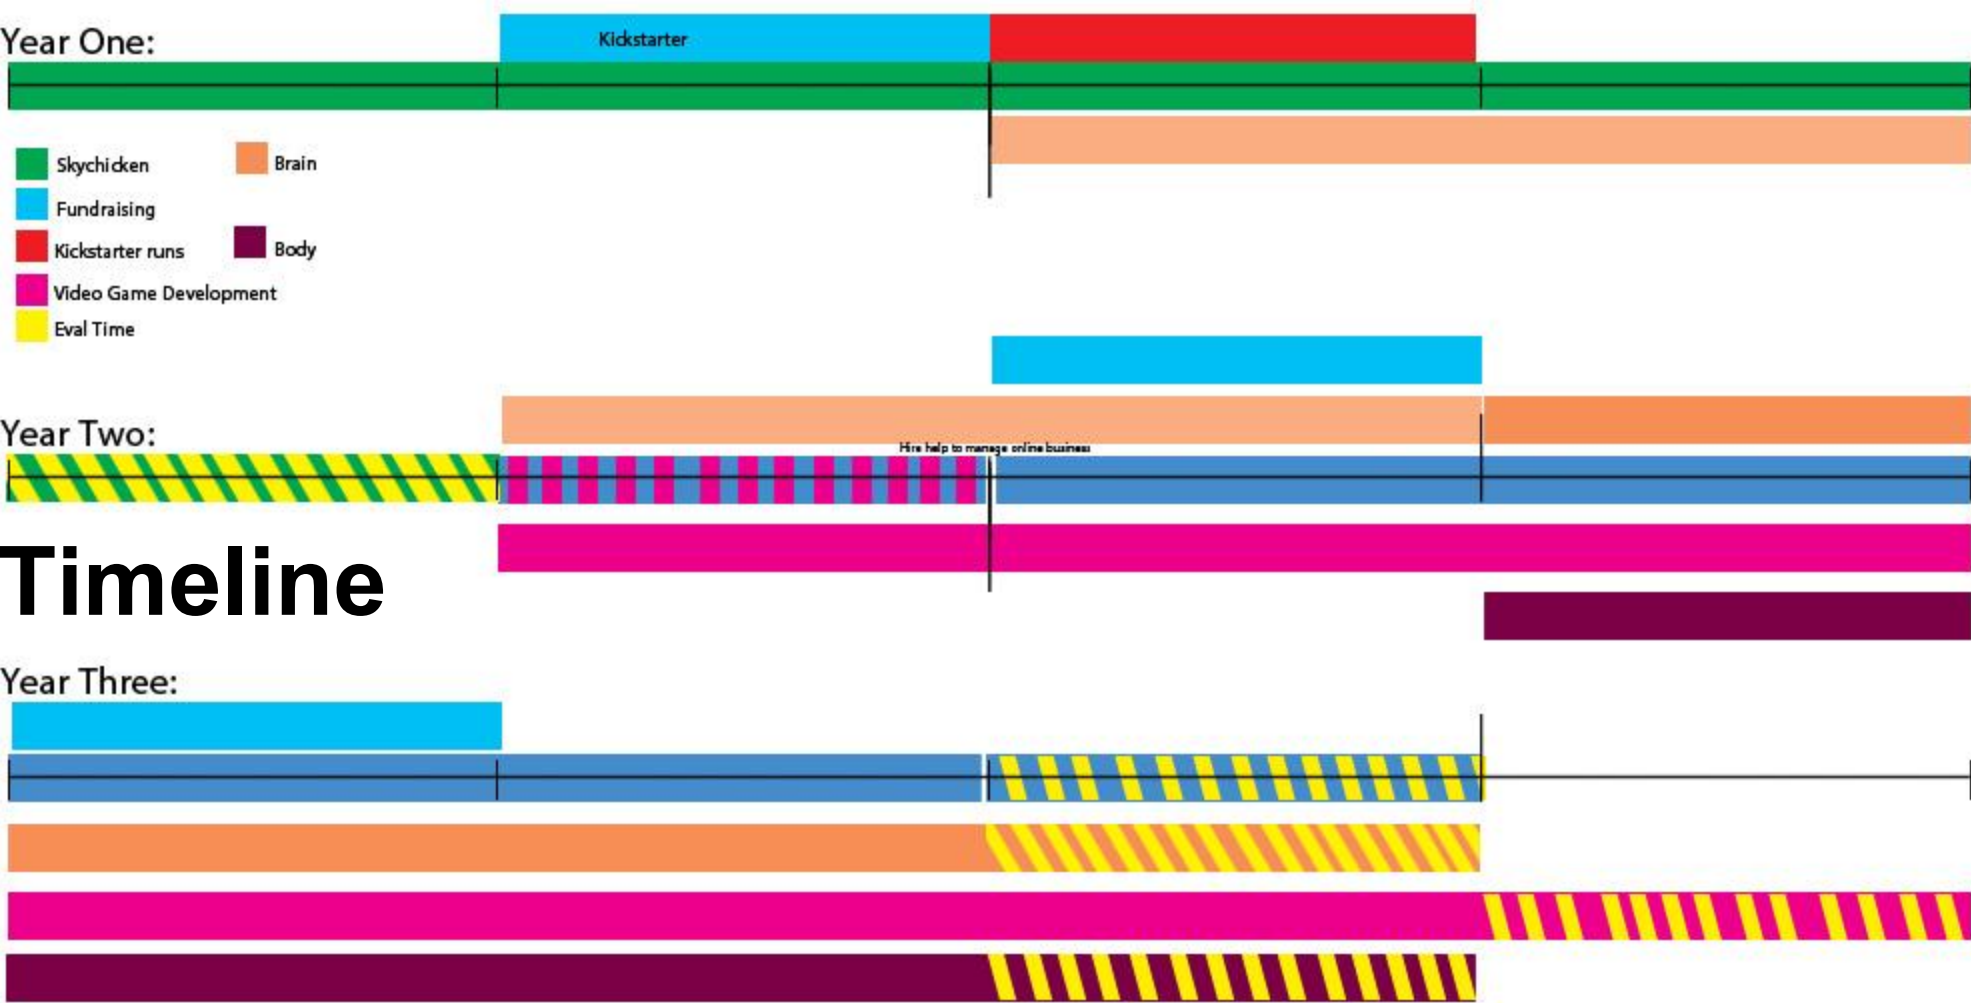 Year One:
Kickstarter
Skychicken
Brain
Fundraising
Kickstarter runs
Body
Video Game Development
Eval Time
Year Two:
Hire help to manage online business
Timeline
Year Three: